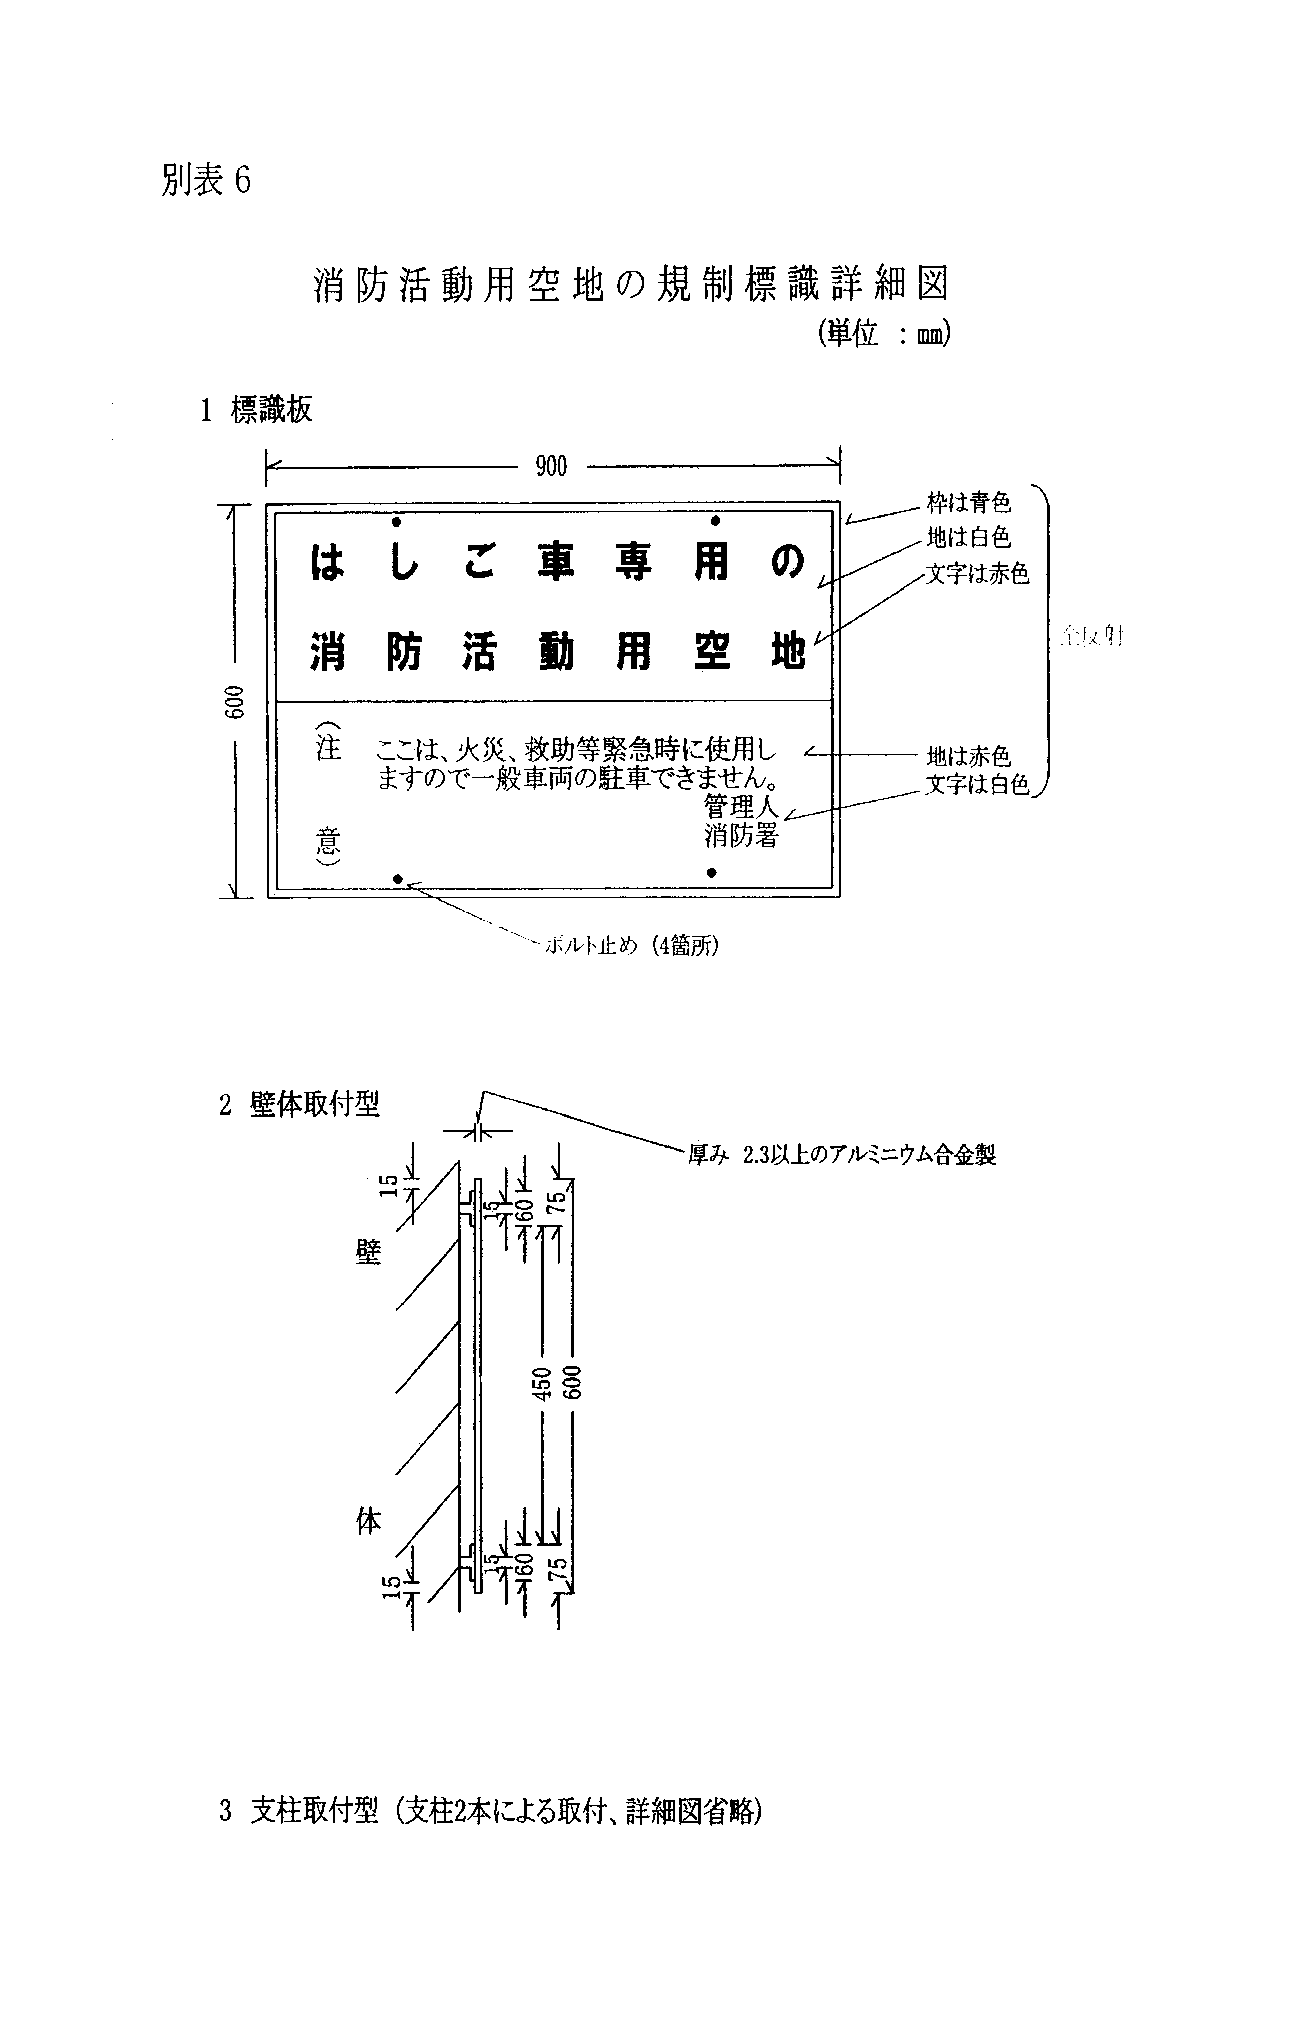 別表 6
消防活動用空地の規制標識詳細図
(単位 : ㎜)
1 標識板
900
600
はしご車専用の
消防活動用空地
(注意)
ここは、火災、救助等緊急時に使用し
ますので一般車両の駐車できません。
管理人
消防署
枠は青色
地は白色
文字は赤色
全反射
地は赤色
文字は白色
ボルト止め (4箇所)
2 壁体取付型
厚み 2.3以上のアルミニウム合金製
15
15
60
75
壁体
450
600
15
15
60
75
3 支柱取付型 (支柱2本による取付、詳細図省略)